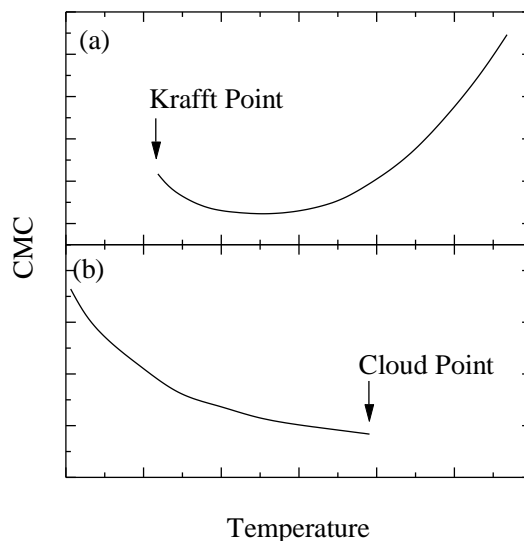 (a)
Krafft Point
CMC
(b)
Cloud Point
Temperature